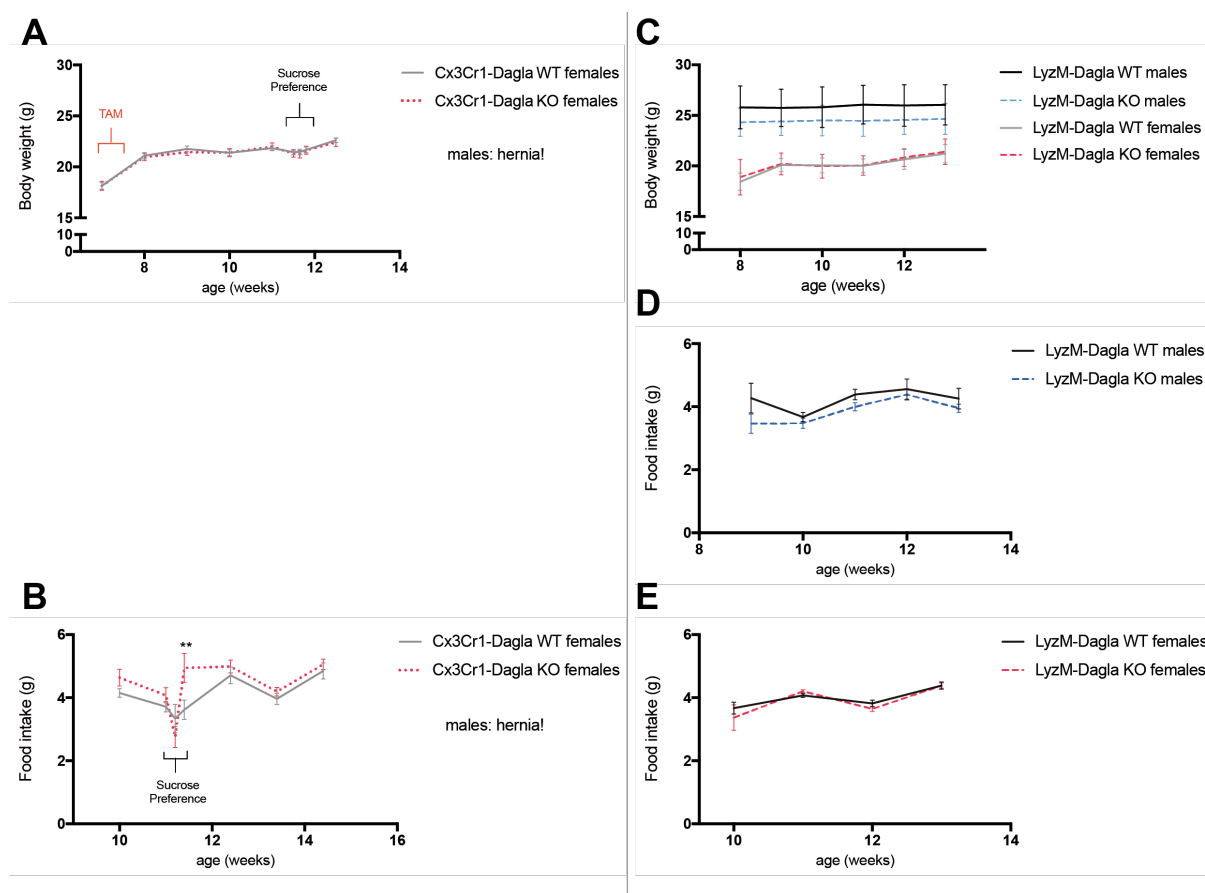 A
Body weight (g)
30
25
20
15
10
0
8
10
12
14
age (weeks)
TAM
Sucrose
Preference
Cx3Cr1-Dagla WT females
Cx3Cr1-Dagla KO females
males: hernia!
B
Food intake (g)
6
4
2
0
10
12
14
16
age (weeks)
**
Sucrose
Preference
Cx3Cr1-Dagla WT females
Cx3Cr1-Dagla KO females
males: hernia!
C
Body weight (g)
30
25
20
15
10
0
8
10
12
age (weeks)
LyzM-Dagla WT males
LyzM-Dagla KO males
LyzM-Dagla WT females
LyzM-Dagla KO females
D
Food intake (g)
6
4
2
0
8
10
12
14
age (weeks)
LyzM-Dagla WT males
LyzM-Dagla KO males
E
Food intake (g)
6
4
2
0
10
12
14
age (weeks)
LyzM-Dagla WT females
LyzM-Dagla KO females